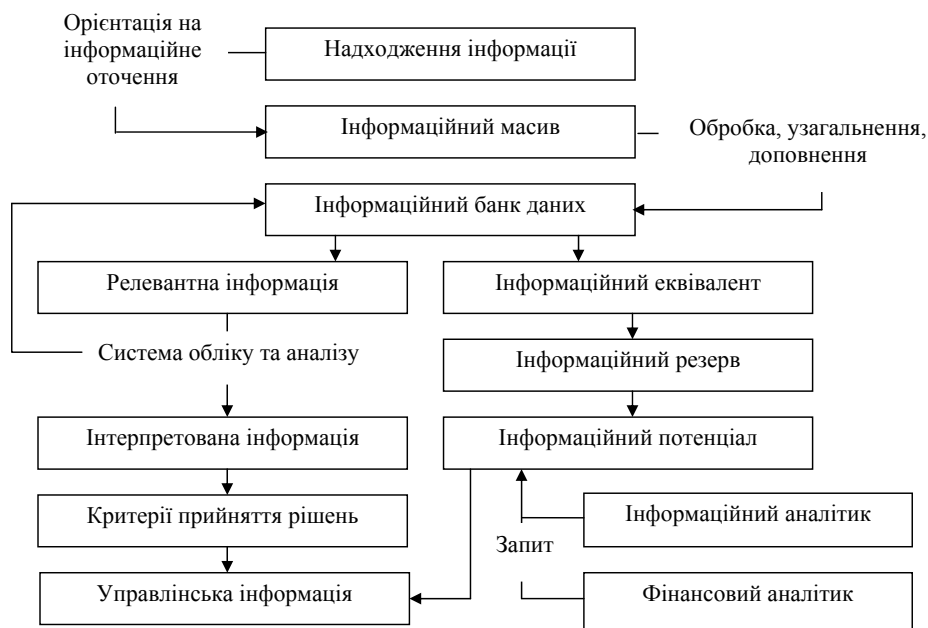 Орієнтація на
інформаційне
оточення
Надходження інформації
Інформаційний масив
Обробка, узагальнення,
доповнення
Інформаційний банк даних
Релевантна інформація
Інформаційний еквівалент
Система обліку та аналізу
Інформаційний резерв
Інтерпретована інформація
Інформаційний потенціал
Критерії прийняття рішень
Інформаційний аналітик
Запит
Управлінська інформація
Фінансовий аналітик